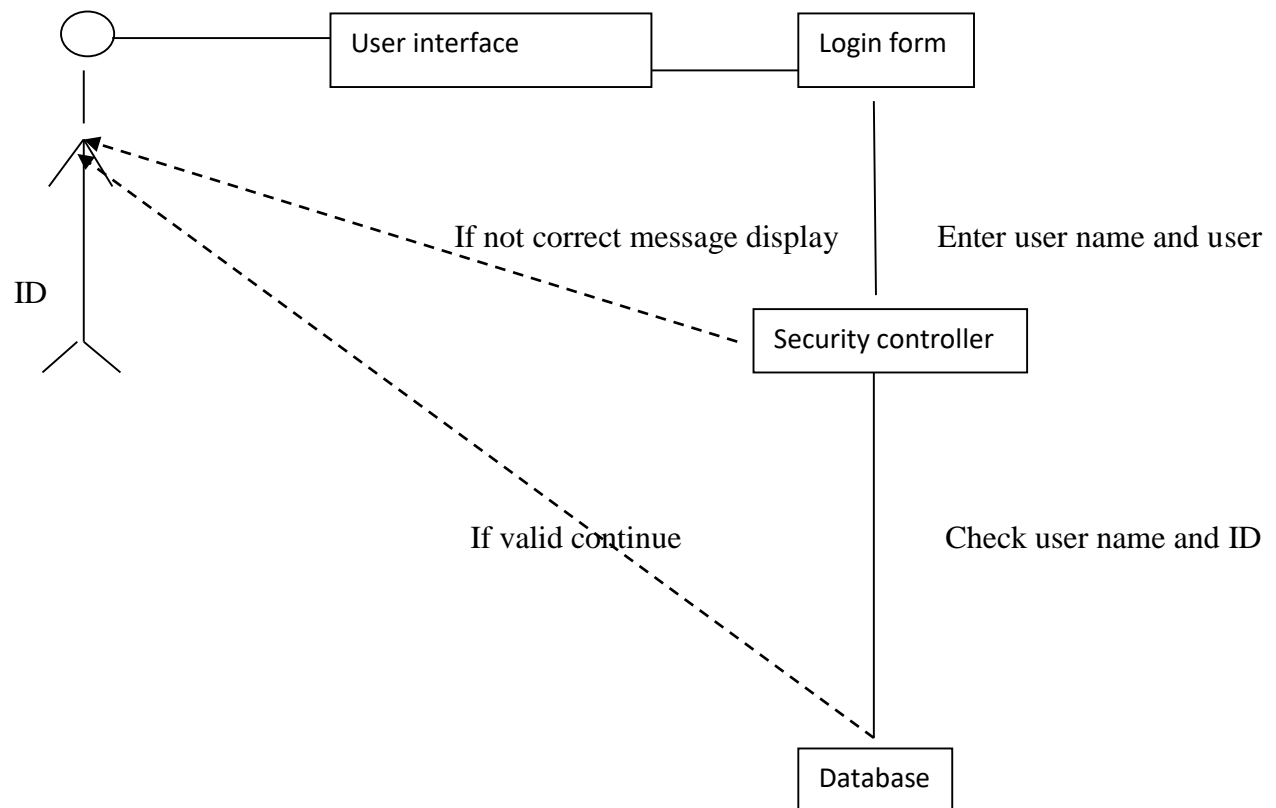 User interface
Login form
If not correct message display Enter user name and user
ID
Security controller
If valid continue Check user name and ID
Database